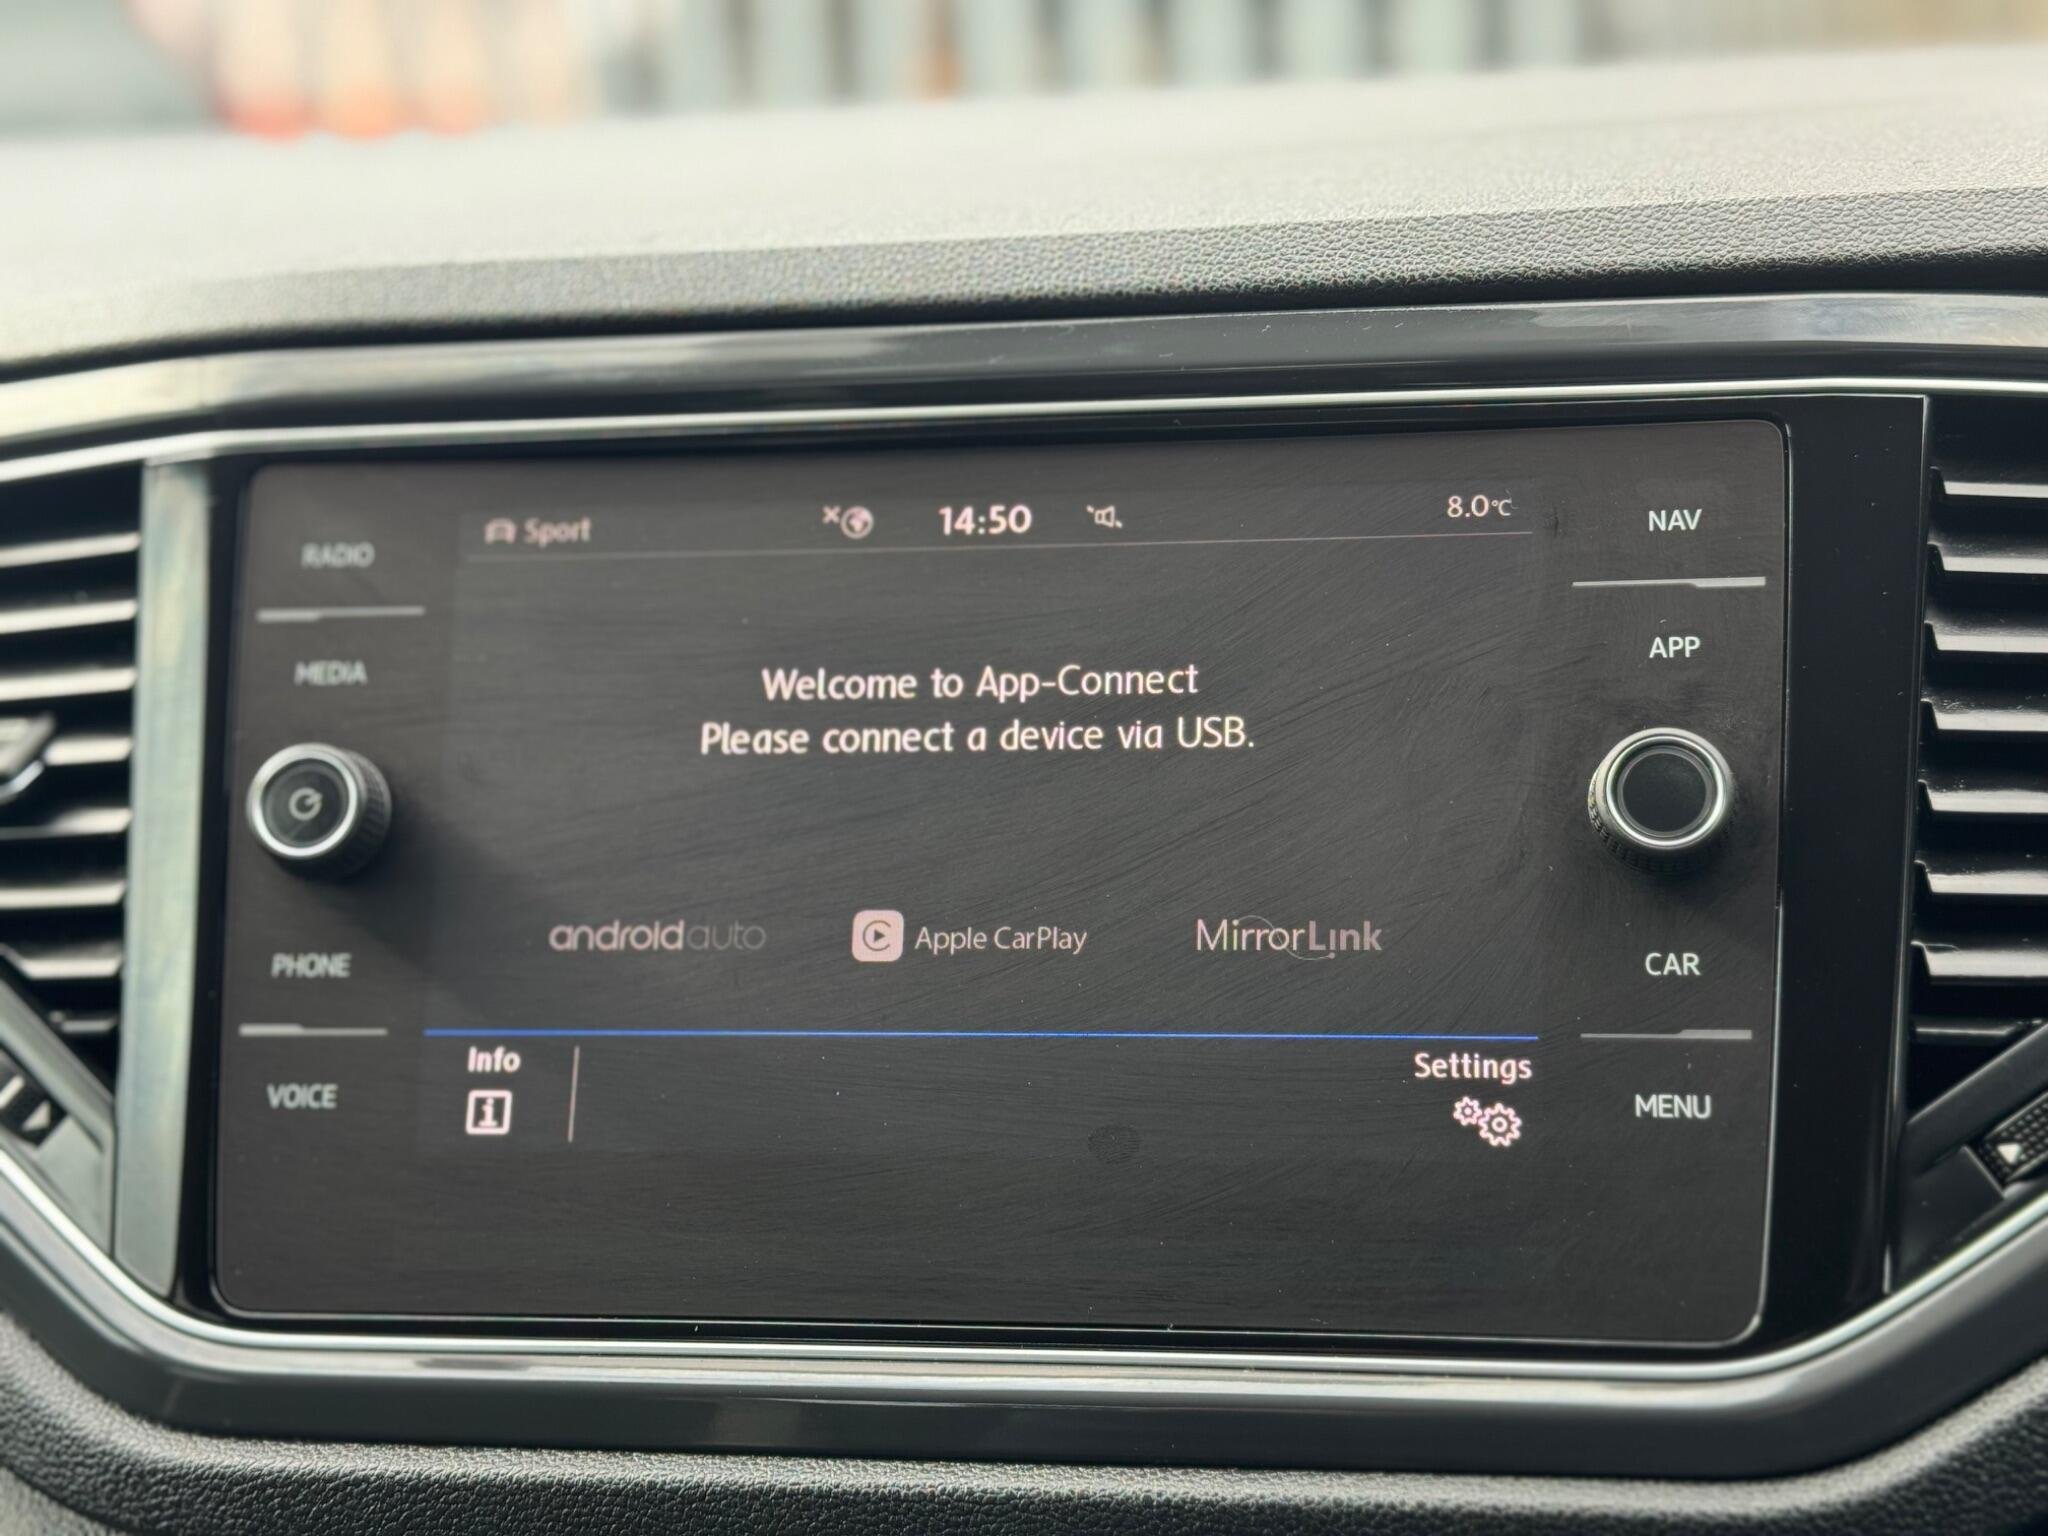 Sport 14:50 8.0°C
RADIO
MEDIA
PHONE
VOICE
Welcome to App-Connect
Please connect a device via USB.
androidauto Apple CarPlay MirrorLink
Info Settings
NAV
APP
CAR
MENU